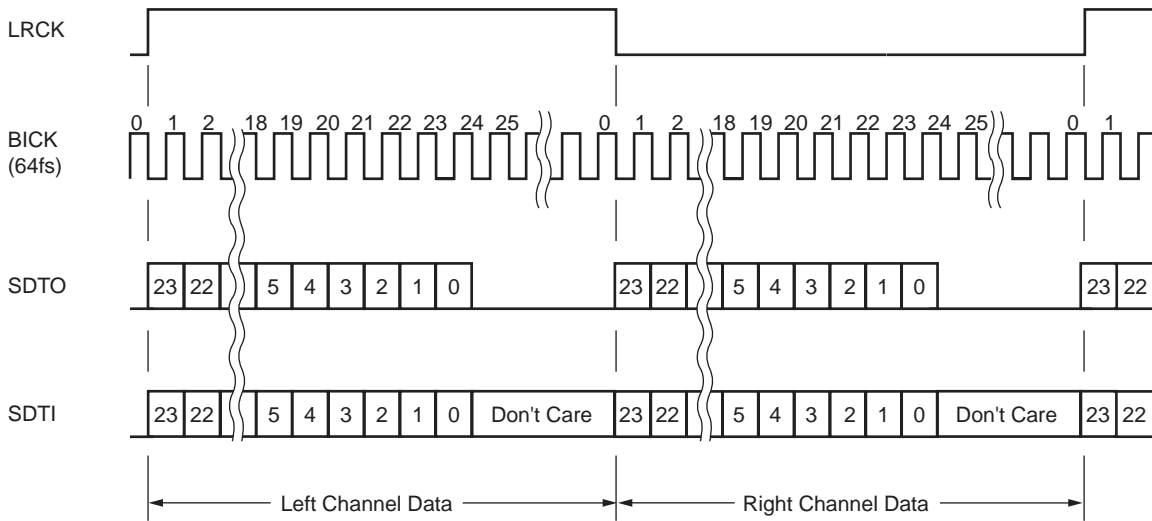 LRCK
0 1 2 18 19 20 21 22 23 24 25 0 1 2 18 19 20 21 22 23 24 25 0 1
BICK
(64fs)
SDTO
23 22 5 4 3 2 1 0 23 22 5 4 3 2 1 0 23 22
SDTI
23 22 5 4 3 2 1 0 Don't Care 23 22 5 4 3 2 1 0 Don't Care 23 22
Left Channel Data Right Channel Data